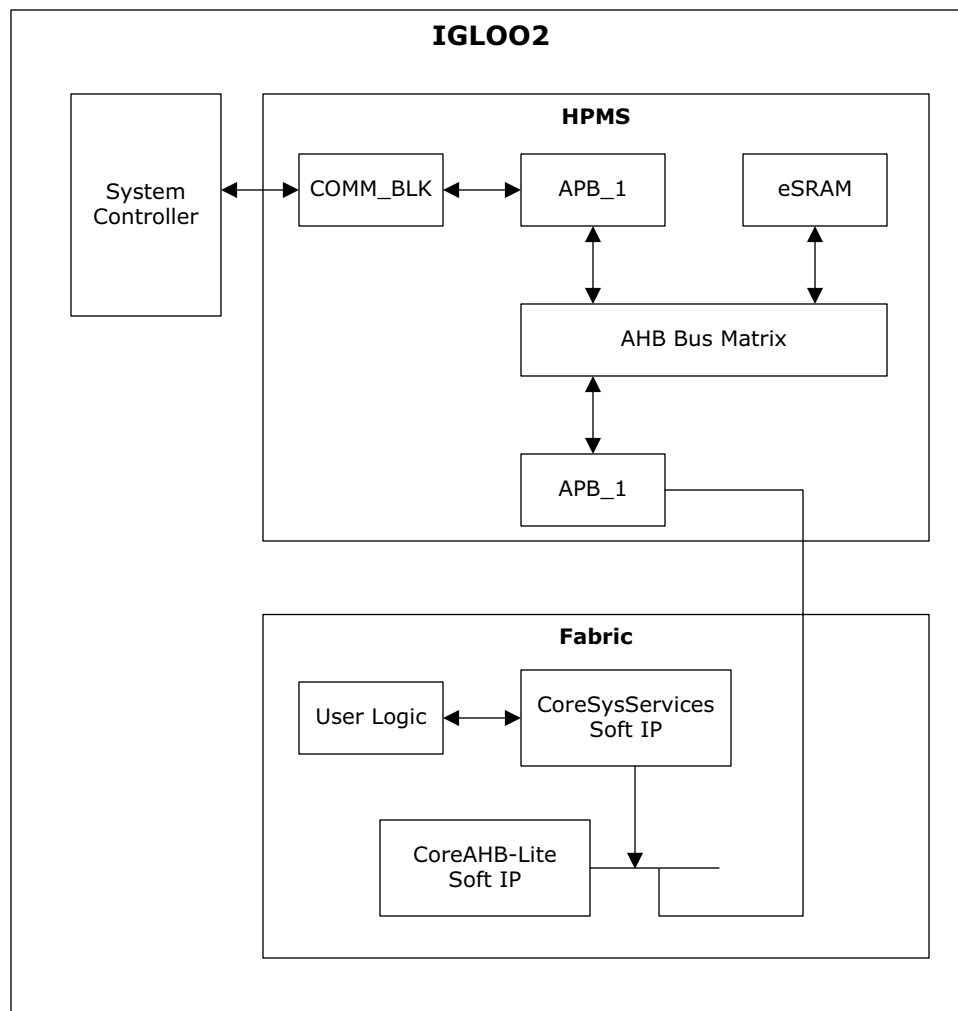 IGLOO2
HPMS
System
Controller
COMM_BLK
APB_1
eSRAM
AHB Bus Matrix
APB_1
Fabric
User Logic
CoreSysServices
Soft IP
CoreAHB-Lite
Soft IP